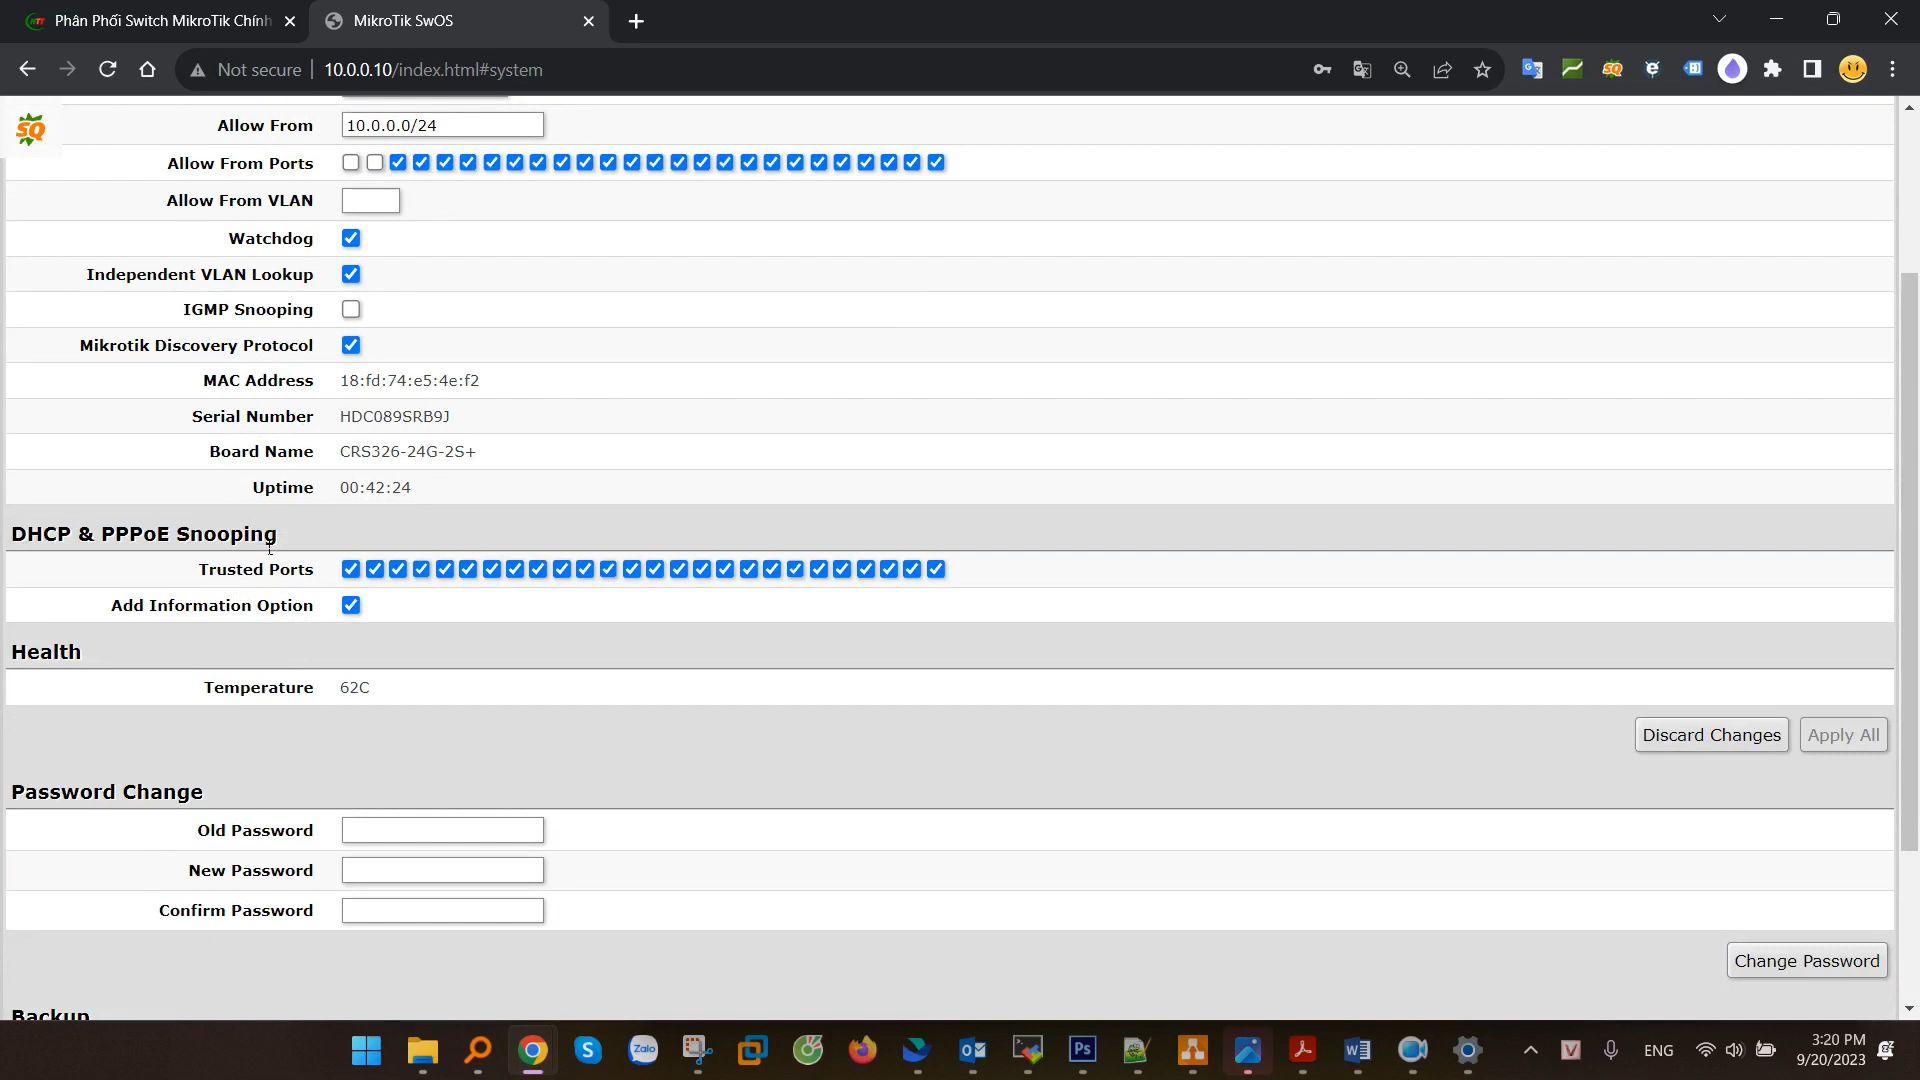 Phân Phối Switch MikroTik Chính
MikroTik SwOS
Not secure
10.0.0.10/index.html#system
SQ
Allow From 10.0.0.0/24
Allow From Ports
Allow From VLAN
Watchdog
Independent VLAN Lookup
IGMP Snooping
Mikrotik Discovery Protocol
MAC Address 18:fd:74:e5:4e:f2
Serial Number HDC089SRB9J
Board Name CRS326-24G-2S+
Uptime 00:42:24
DHCP & PPPoE Snooping
Trusted Ports
Add Information Option
Health
Temperature 62C
Discard Changes Apply All
Password Change
Old Password
New Password
Confirm Password
Change Password
Backup
Zalo
Ps
ENG
3:20 PM
9/20/2023